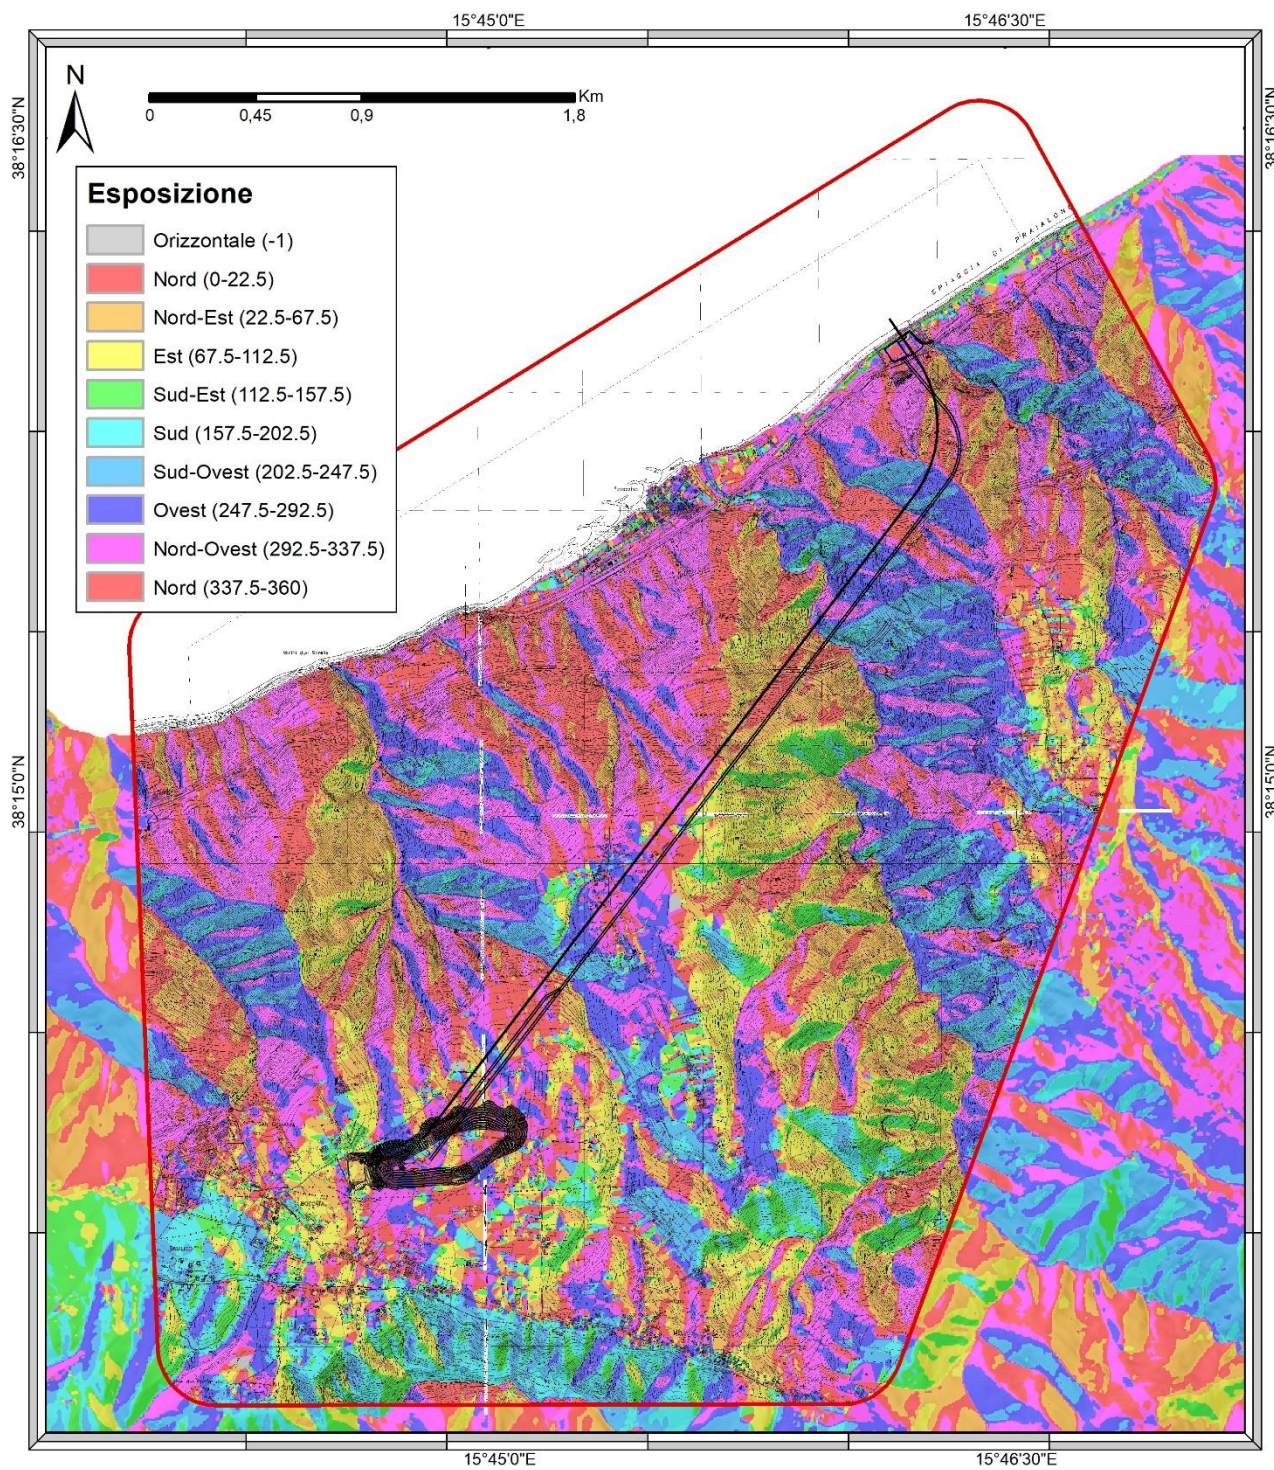 15°45'0"E
15°46'30"E
N
Km
0
0,45
0,9
1,8
38°16'30"N
38°16'30"N
Esposizione
Orizzontale (-1)
Nord (0-22.5)
Nord-Est (22.5-67.5)
Est (67.5-112.5)
Sud-Est (112.5-157.5)
Sud (157.5-202.5)
Sud-Ovest (202.5-247.5)
Ovest (247.5-292.5)
Nord-Ovest (292.5-337.5)
Nord (337.5-360)
SPIAGGIA DI PRAIALONGA
38°15'0"N
38°15'0"N
15°45'0"E
15°46'30"E